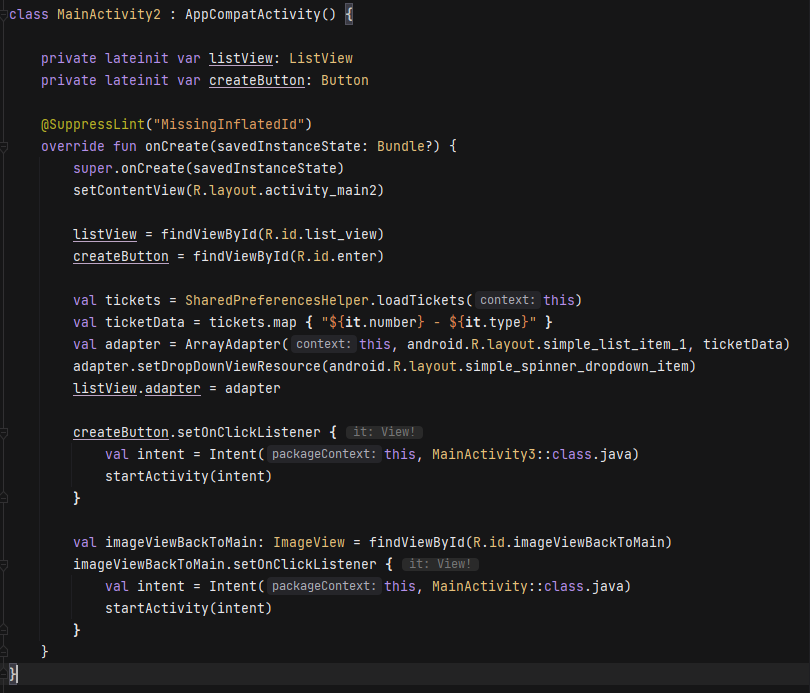 class MainActivity2 : AppCompatActivity() {
private lateinit var listView: ListView
private lateinit var createButton: Button
@SuppressLint("MissingInflatedId")
override fun onCreate(savedInstanceState: Bundle?) {
super.onCreate(savedInstanceState)
setContentView(R.layout.activity_main2)
listView = findViewById(R.id.list_view)
createButton = findViewById(R.id.enter)
val tickets = SharedPreferencesHelper.loadTickets( context: this)
val ticketData = tickets.map { "${it.number} - ${it.type}" }
val adapter = ArrayAdapter( context: this, android.R.layout.simple_list_item_1, ticketData)
adapter.setDropDownViewResource(android.R.layout.simple_spinner_dropdown_item)
listView.adapter = adapter
createButton.setOnClickListener { it: View!
val intent = Intent( packageContext: this, MainActivity3::class.java)
startActivity(intent)
}
val imageViewBackToMain: ImageView = findViewById(R.id.imageViewBackToMain)
imageViewBackToMain.setOnClickListener { it: View!
val intent = Intent( packageContext: this, MainActivity::class.java)
startActivity(intent)
}
}
}